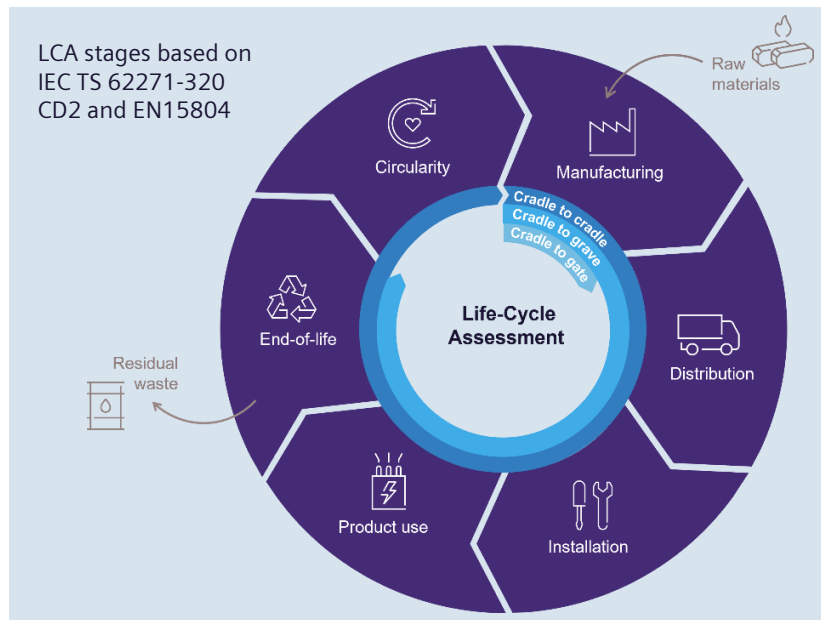 LCA stages based on
IEC TS 62271-320
CD2 and EN15804
Raw
materials
Circularity
Manufacturing
Cradle to cradle
Cradle to grave
Cradle to gate
Life-Cycle
Assessment
End-of-life
Distribution
Residual
waste
Product use
Installation